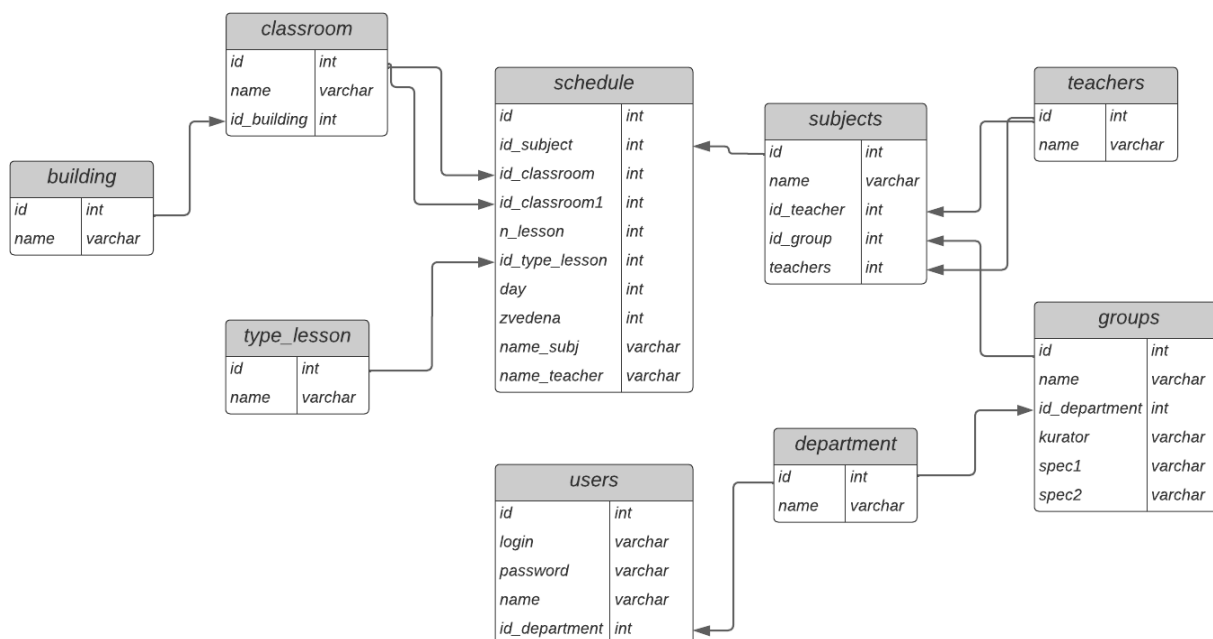 classroom
id int
name varchar
id_building int
building
id int
name varchar
type_lesson
id int
name varchar
schedule
id int
id_subject int
id_classroom int
id_classroom1 int
n_lesson int
id_type_lesson int
day int
zvedena int
name_subj varchar
name_teacher varchar
users
id int
login varchar
password varchar
name varchar
id_department int
subjects
id int
name varchar
id_teacher int
id_group int
teachers int
department
id int
name varchar
teachers
id int
name varchar
groups
id int
name varchar
id_department int
kurator varchar
spec1 varchar
spec2 varchar